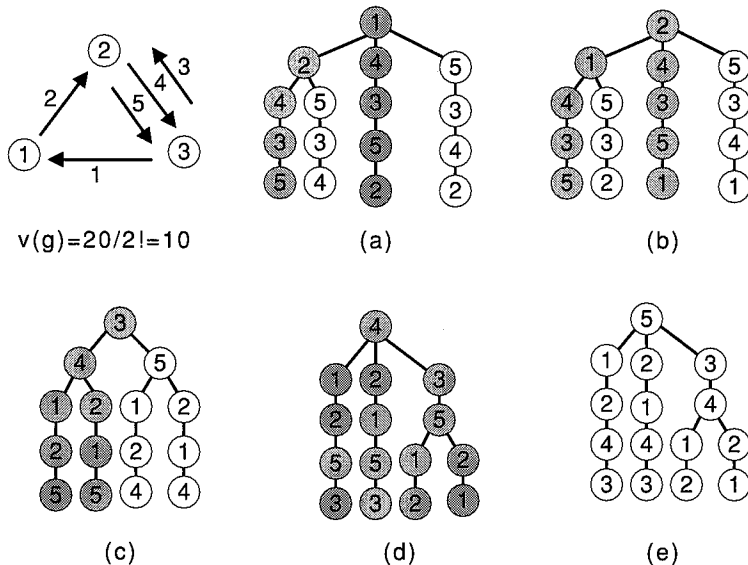 2
2 5 4 3
1 1 3
v(g)=20/2!=10
1
2 4 5
4 5 3 3
3 3 5 4
5 4 2 2
(a)
2
1 4 5
4 5 3 3
3 3 5 4
5 2 1 1
(b)
3
4 5
1 2 1 2
2 1 2 1
5 5 4 4
(c)
4
1 2 3
2 1 5
5 5 1 2
3 3 2 1
(d)
5
1 2 3
2 1 4
4 4 1 2
3 3 2 1
(e)